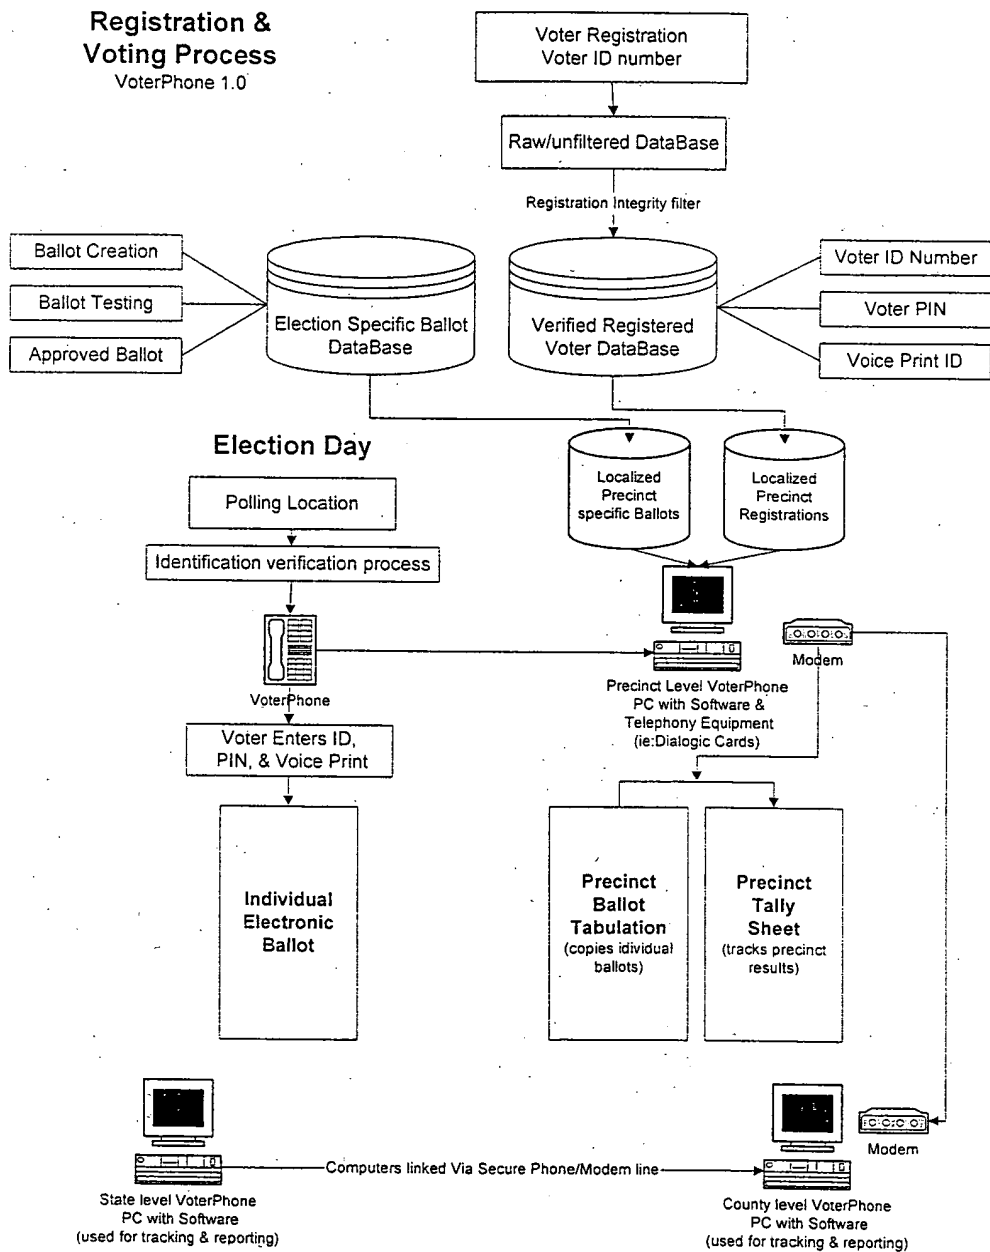 Registration &
Voting Process
VoterPhone 1.0
Voter Registration
Voter ID number
Raw/unfiltered DataBase
Registration Integrity filter
Ballot Creation
Ballot Testing
Approved Ballot
Election Specific Ballot
DataBase
Verified Registered
Voter DataBase
Voter ID Number
Voter PIN
Voice Print ID
Localized
Precinct
specific Ballots
Localized
Precinct
Registrations
Election Day
Polling Location
Identification verification process
VoterPhone
Voter Enters ID,
PIN, & Voice Print
Individual
Electronic
Ballot
Modem
Precinct Level VoterPhone
PC with Software &
Telephony Equipment
(ie:Dialogic Cards)
Precinct
Ballot
Tabulation
(copies idividual
ballots)
Precinct
Tally
Sheet
(tracks precinct
results)
Modem
Computers linked Via Secure Phone/Modem line
State level VoterPhone
PC with Software
(used for tracking & reporting)
County level VoterPhone
PC with Software
(used for tracking & reporting)